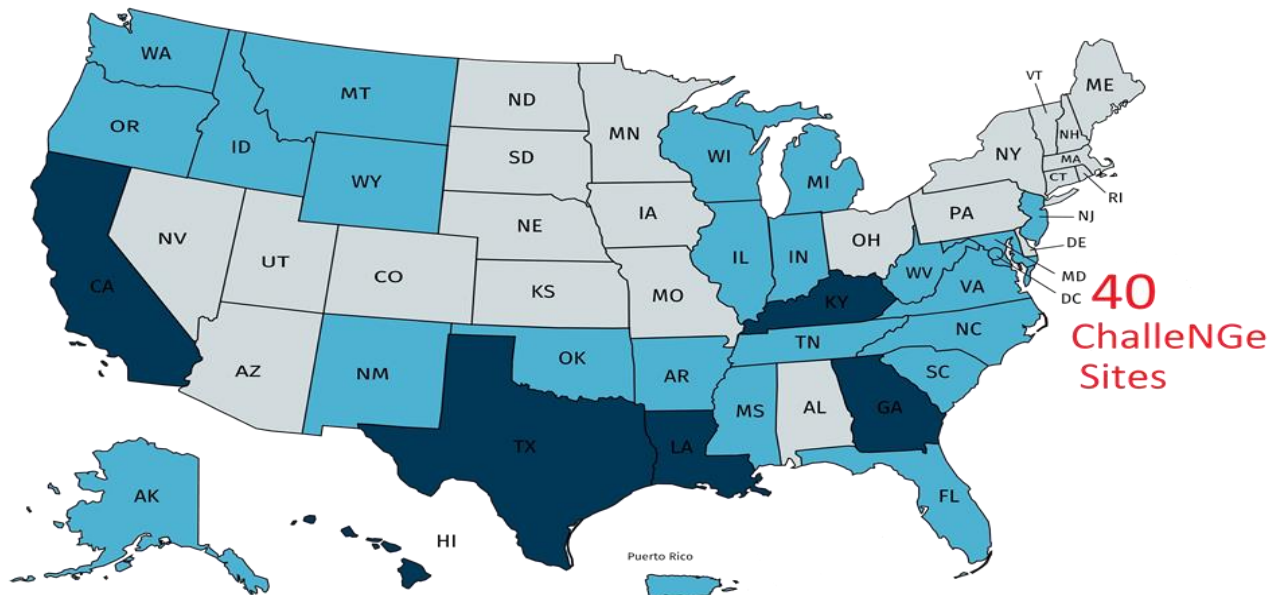 WA
MT
ND
MN
VT
ME
OR
ID
SD
WI
MI
NY
NH
MA
CT
RI
WY
IA
PA
NJ
NE
NV
UT
CO
IL
IN
OH
DE
WV
MD
KS
MO
VA
DC
CA
KY
40
ChalleNGe
Sites
NC
TN
AZ
NM
OK
AR
SC
MS
AL
GA
TX
LA
AK
FL
HI
Puerto Rico